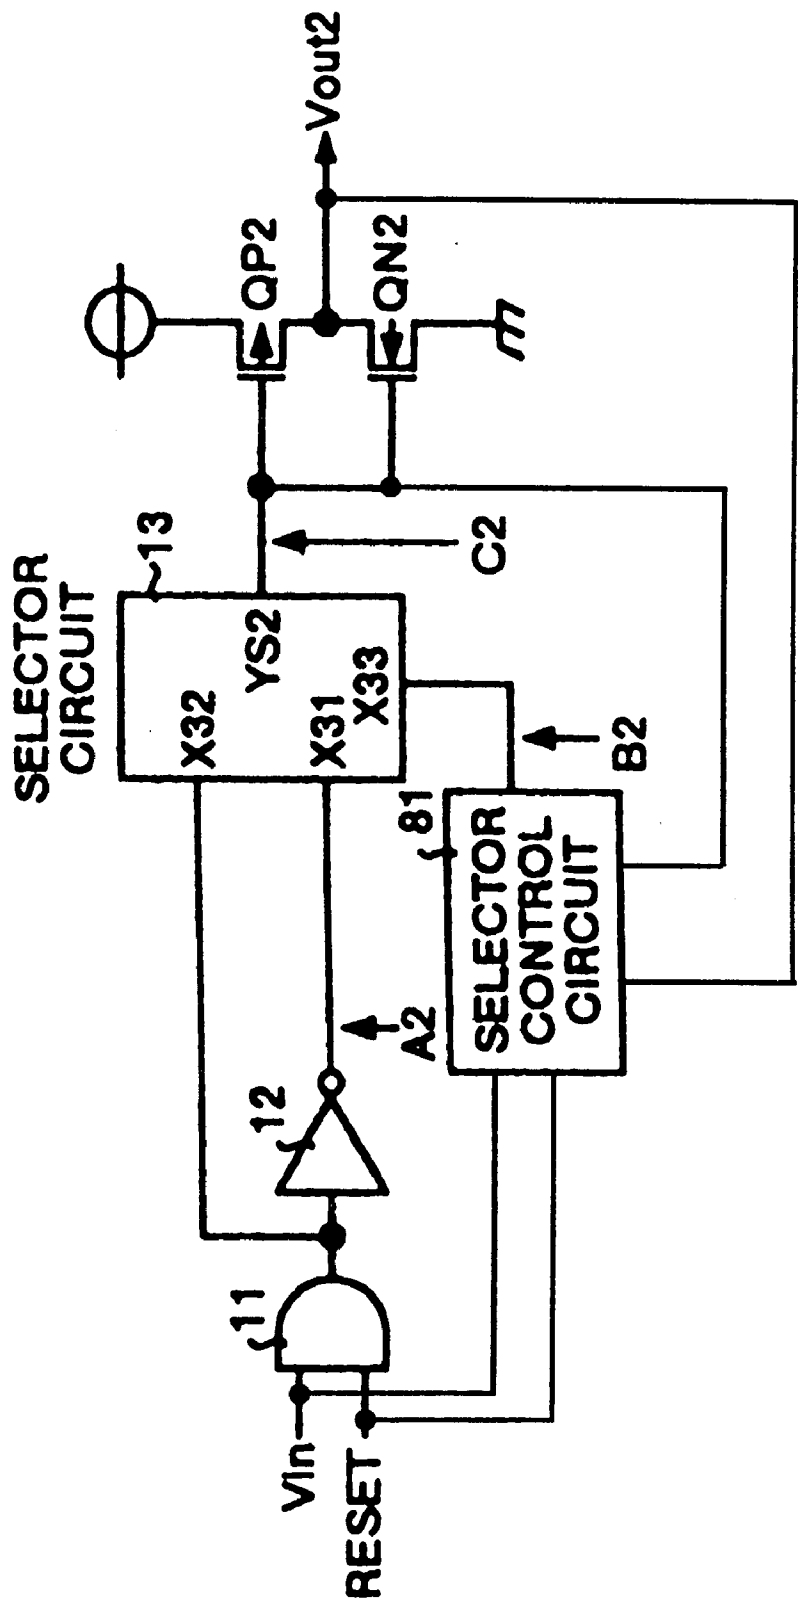 SELECTOR
CIRCUIT
13
X32
YS2
X31
X33
QP2
Vout2
QN2
C2
B2
11
12
A2
81
SELECTOR
CONTROL
CIRCUIT
Vin
RESET